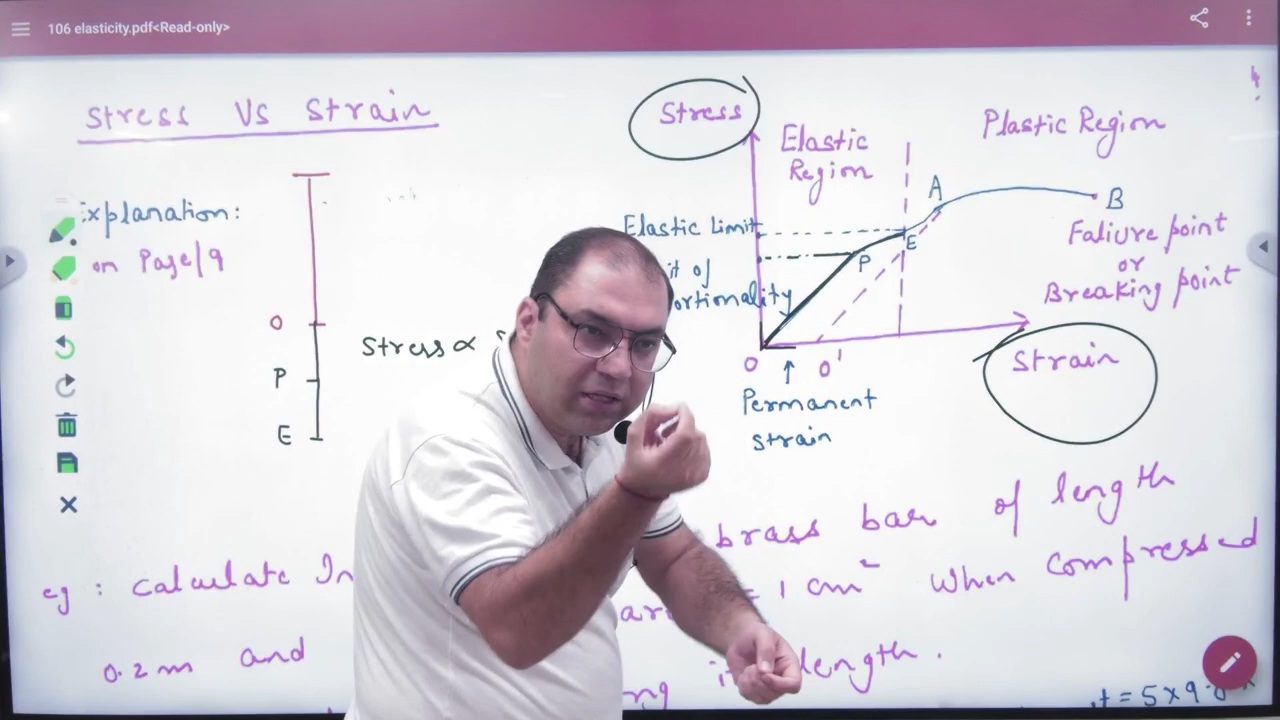 106 elasticity.pdf<Read-only>
Stress Vs Strain
Explanation:
on Page/9
O
P
E
Stress ∝
Stress
Elastic
Region
Plastic Region
Elastic Limit
A
B
E
P
Faliure point
or
Breaking point
O
O'
Strain
Permanent
strain
eg : Calculate
brass bar of length
0.2 m and
= 1 cm² when compressed
length.
= 5 × 9.8